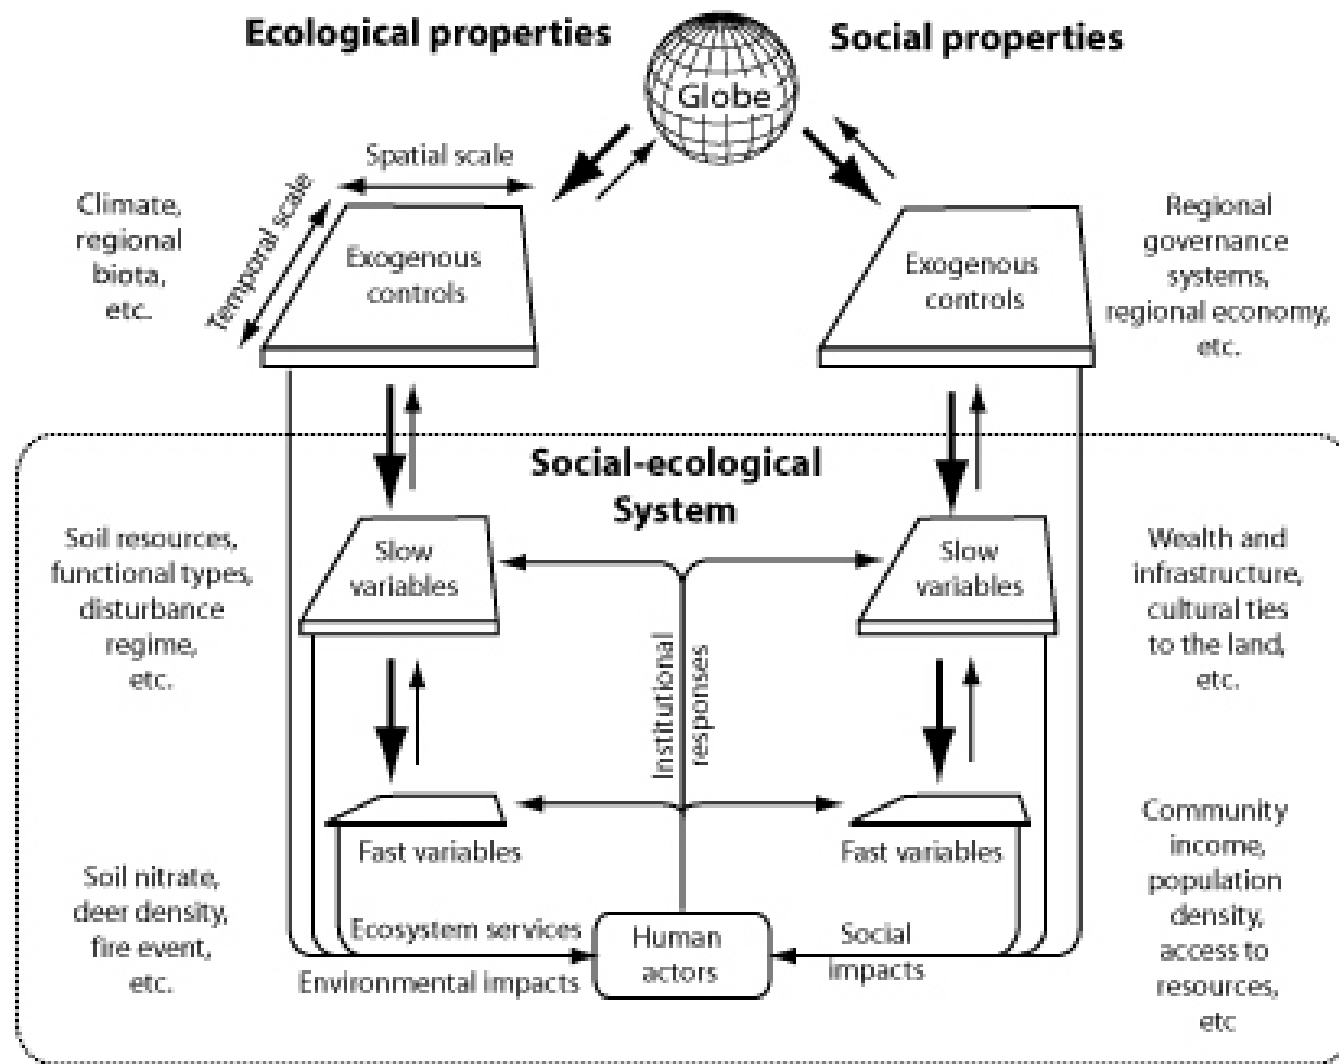 Ecological properties
Globe
Social properties
Spatial scale
Temporal scale
Climate,
regional
biota,
etc.
Exogenous
controls
Exogenous
controls
Regional
governance
systems,
regional economy,
etc.
Social-ecological
System
Soil resources,
functional types,
disturbance
regime,
etc.
Slow
variables
Institutional
responses
Slow
variables
Wealth and
infrastructure,
cultural ties
to the land,
etc.
Soil nitrate,
deer density,
fire event,
etc.
Fast variables
Fast variables
Community
income,
population
density,
access to
resources,
etc
Ecosystem services
Environmental impacts
Human
actors
Social
impacts